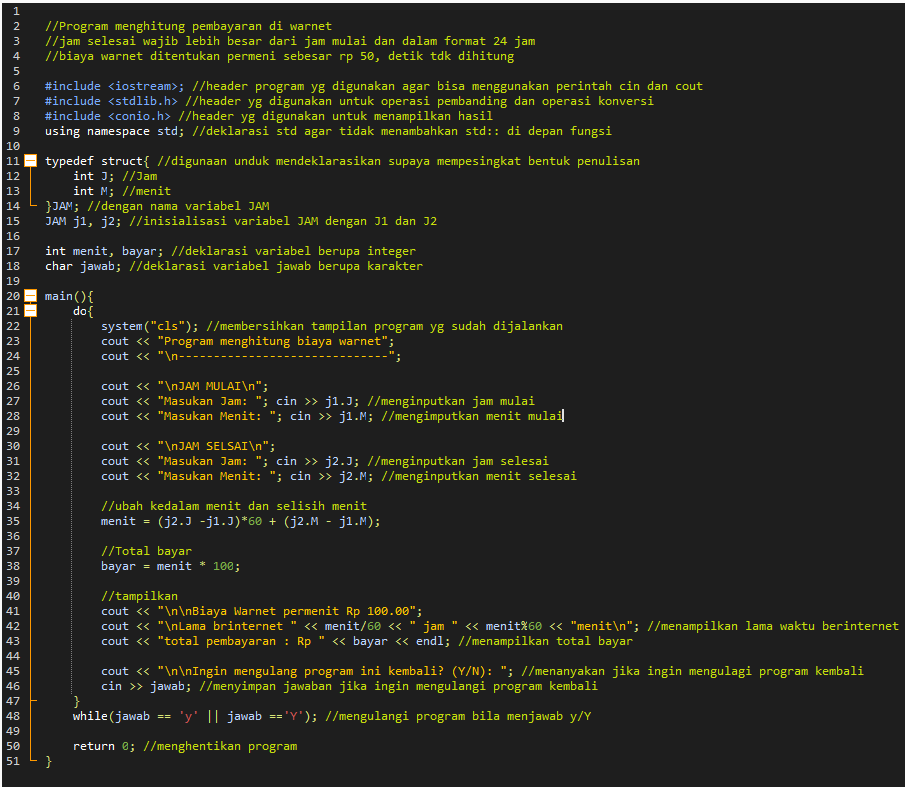 1
2 //Program menghitung pembayaran di warnet
3 //jam selesai wajib lebih besar dari jam mulai dan dalam format 24 jam
4 //biaya warnet ditentukan permeni sebesar rp 50, detik tdk dihitung
5
6 #include <iostream>; //header program yg digunakan agar bisa menggunakan perintah cin dan cout
7 #include <stdlib.h> //header yg digunakan untuk operasi pembanding dan operasi konversi
8 #include <conio.h> //header yg digunakan untuk menampilkan hasil
9 using namespace std; //deklarasi std agar tidak menambahkan std:: di depan fungsi
10
11 typedef struct{ //digunaan unduk mendeklarasikan supaya mempesingkat bentuk penulisan
12 int J; //Jam
13 int M; //menit
14 }JAM; //dengan nama variabel JAM
15 JAM j1, j2; //inisialisasi variabel JAM dengan J1 dan J2
16
17 int menit, bayar; //deklarasi variabel berupa integer
18 char jawab; //deklarasi variabel jawab berupa karakter
19
20 main(){
21 do{
22 system("cls"); //membersihkan tampilan program yg sudah dijalankan
23 cout << "Program menghitung biaya warnet";
24 cout << "\n------------------------------";
25
26 cout << "\nJAM MULAI\n";
27 cout << "Masukan Jam: "; cin >> j1.J; //menginputkan jam mulai
28 cout << "Masukan Menit: "; cin >> j1.M; //mengimputkan menit mulai
29
30 cout << "\nJAM SELSAI\n";
31 cout << "Masukan Jam: "; cin >> j2.J; //menginputkan jam selesai
32 cout << "Masukan Menit: "; cin >> j2.M; //menginputkan menit selesai
33
34 //ubah kedalam menit dan selisih menit
35 menit = (j2.J -j1.J)*60 + (j2.M - j1.M);
36
37 //Total bayar
38 bayar = menit * 100;
39
40 //tampilkan
41 cout << "\n\nBiaya Warnet permenit Rp 100.00";
42 cout << "\nLama brinternet " << menit/60 << " jam " << menit%60 << "menit\n"; //menampilkan lama waktu berinternet
43 cout << "total pembayaran : Rp " << bayar << endl; //menampilkan total bayar
44
45 cout << "\n\nIngin mengulang program ini kembali? (Y/N): "; //menanyakan jika ingin mengulagi program kembali
46 cin >> jawab; //menyimpan jawaban jika ingin mengulangi program kembali
47 }
48 while(jawab == 'y' || jawab =='Y'); //mengulangi program bila menjawab y/Y
49
50 return 0; //menghentikan program
51 }